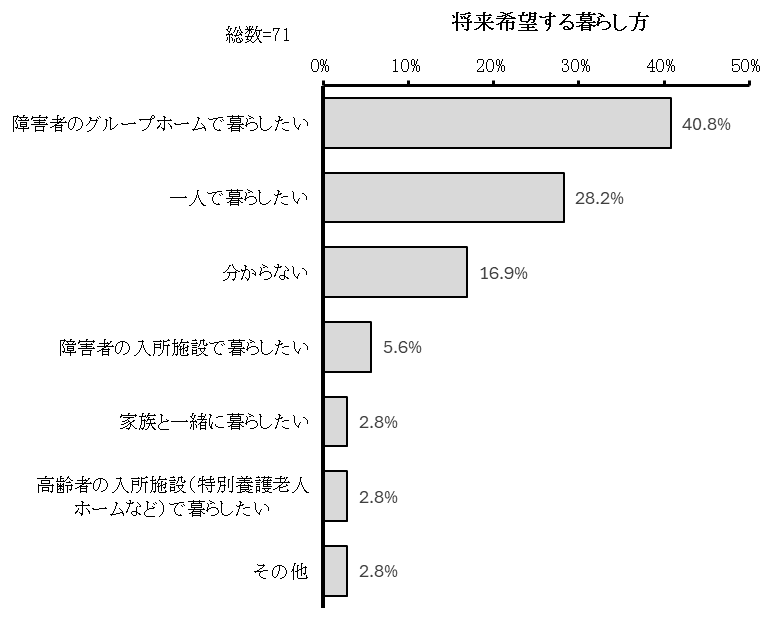 将来希望する暮らし方
総数=71
0% 10% 20% 30% 40% 50%
障害者のグループホームで暮らしたい 40.8%
一人で暮らしたい 28.2%
分からない 16.9%
障害者の入所施設で暮らしたい 5.6%
家族と一緒に暮らしたい 2.8%
高齢者の入所施設（特別養護老人
ホームなど）で暮らしたい 2.8%
その他 2.8%